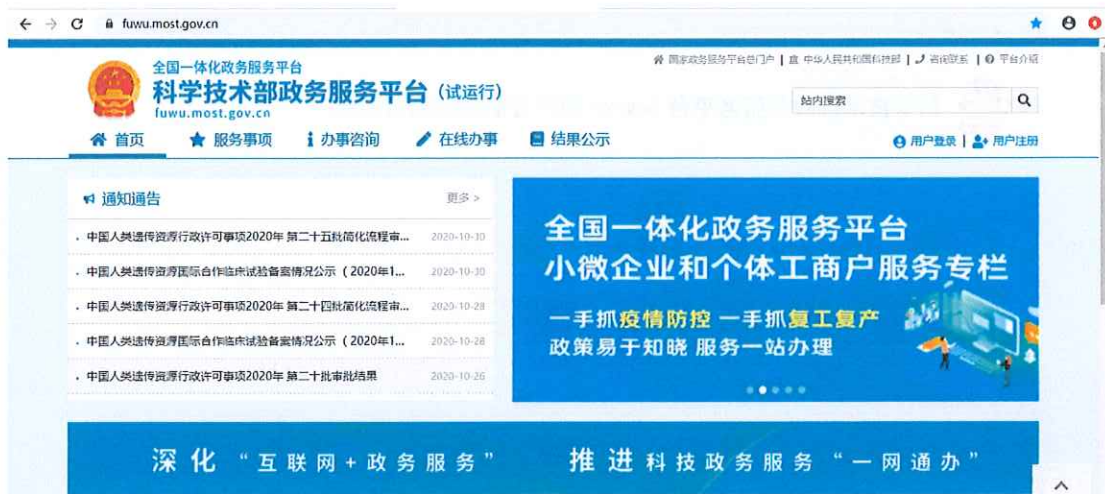 fuwu.most.gov.cn
国家政务服务平台总门户 | 中华人民共和国科技部 | 咨询联系 | 平台介绍
全国一体化政务服务平台
科学技术部政务服务平台(试运行)
fuwu.most.gov.cn
站内搜索
首页 服务事项 办事咨询 在线办事 结果公示
用户登录 | 用户注册
通知通告 更多 >
中国人类遗传资源行政许可事项2020年 第二十五批简化流程审... 2020-10-30
中国人类遗传资源国际合作临床试验备案情况公示(2020年1... 2020-10-30
中国人类遗传资源行政许可事项2020年 第二十四批简化流程审... 2020-10-28
中国人类遗传资源国际合作临床试验备案情况公示(2020年1... 2020-10-28
中国人类遗传资源行政许可事项2020年 第二十批审批结果 2020-10-26
全国一体化政务服务平台
小微企业和个体工商户服务专栏
一手抓疫情防控 一手抓复工复产
政策易于知晓 服务一站办理
深化“互联网+政务服务” 推进科技政务服务“一网通办”